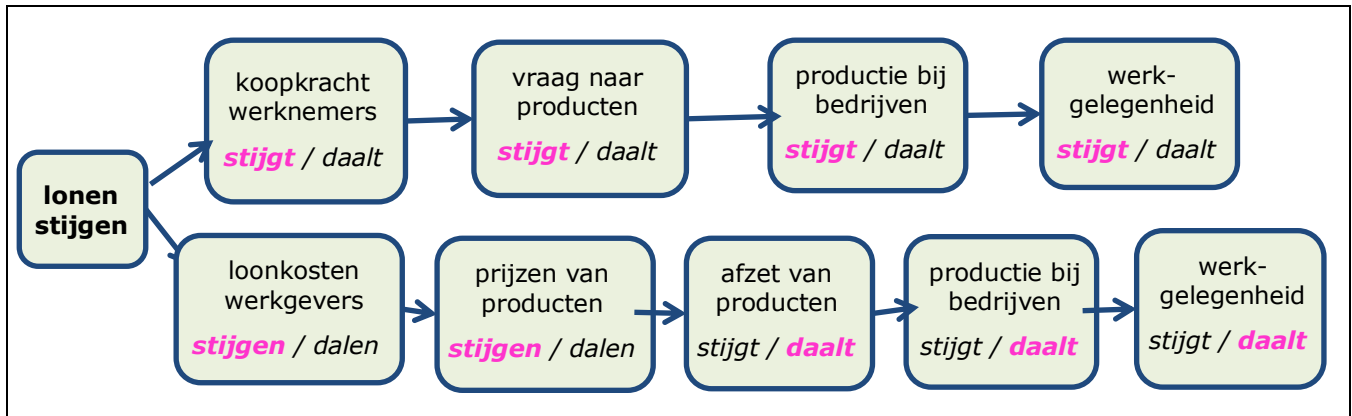 koopkracht
werknemers
stijgt / daalt
vraag naar
producten
stijgt / daalt
productie bij
bedrijven
stijgt / daalt
werk-
gelegenheid
stijgt / daalt
lonen
stijgen
loonkosten
werkgevers
stijgen / dalen
prijzen van
producten
stijgen / dalen
afzet van
producten
stijgt / daalt
productie bij
bedrijven
stijgt / daalt
werk-
gelegenheid
stijgt / daalt